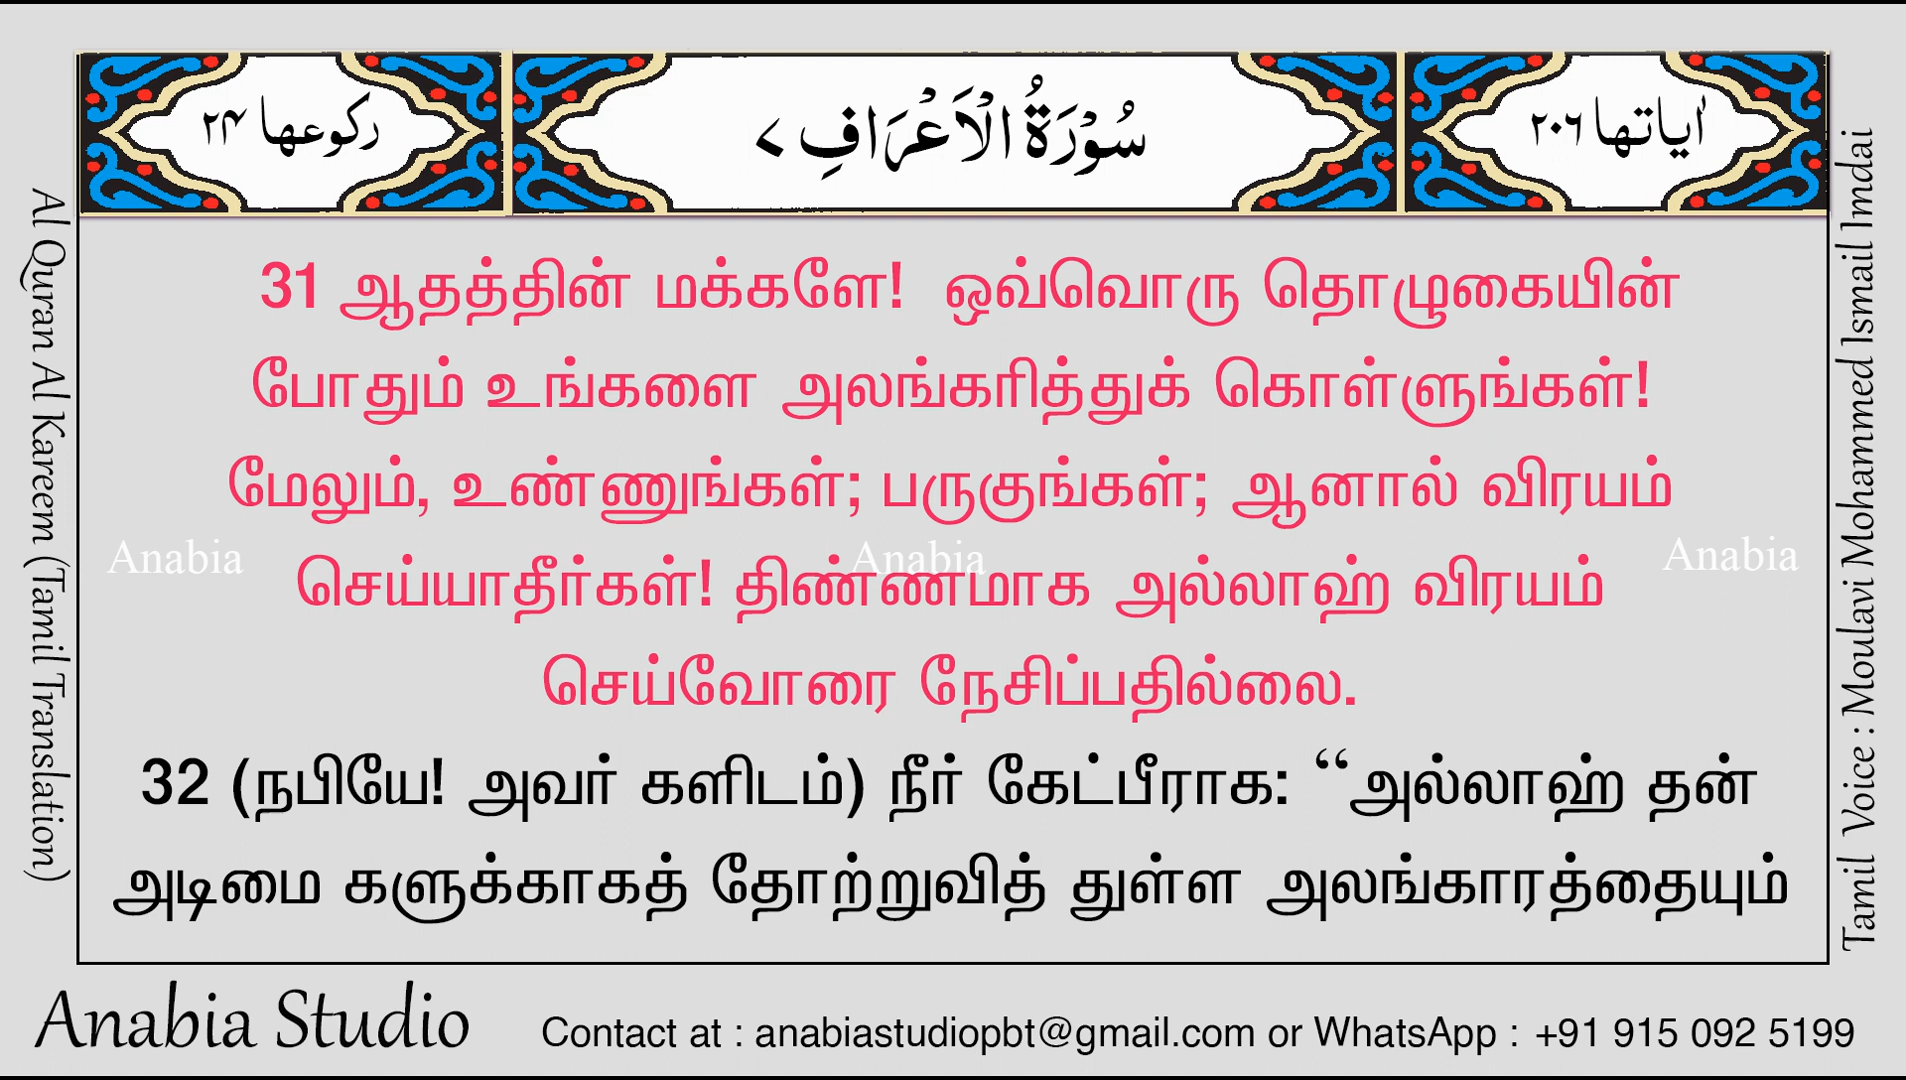 اٰیاتها ٢٠٦
سُوْرَةُ الْاَعْرَافِ ٧
رکوعها ٢٤
31 ஆதத்தின் மக்களே! ஒவ்வொரு தொழுகையின்
போதும் உங்களை அலங்கரித்துக் கொள்ளுங்கள்!
மேலும், உண்ணுங்கள்; பருகுங்கள்; ஆனால் விரயம்
செய்யாதீர்கள்! திண்ணமாக அல்லாஹ் விரயம்
செய்வோரை நேசிப்பதில்லை.
32 (நபியே! அவர் களிடம்) நீர் கேட்பீராக: “அல்லாஹ் தன்
அடிமை களுக்காகத் தோற்றுவித் துள்ள அலங்காரத்தையும்
Anabia
Anabia
Anabia
Al Quran Al Kareem (Tamil Translation)
Tamil Voice : Moulavi Mohammed Ismail Imdai
Anabia Studio
Contact at : anabiastudiopbt@gmail.com or WhatsApp : +91 915 092 5199